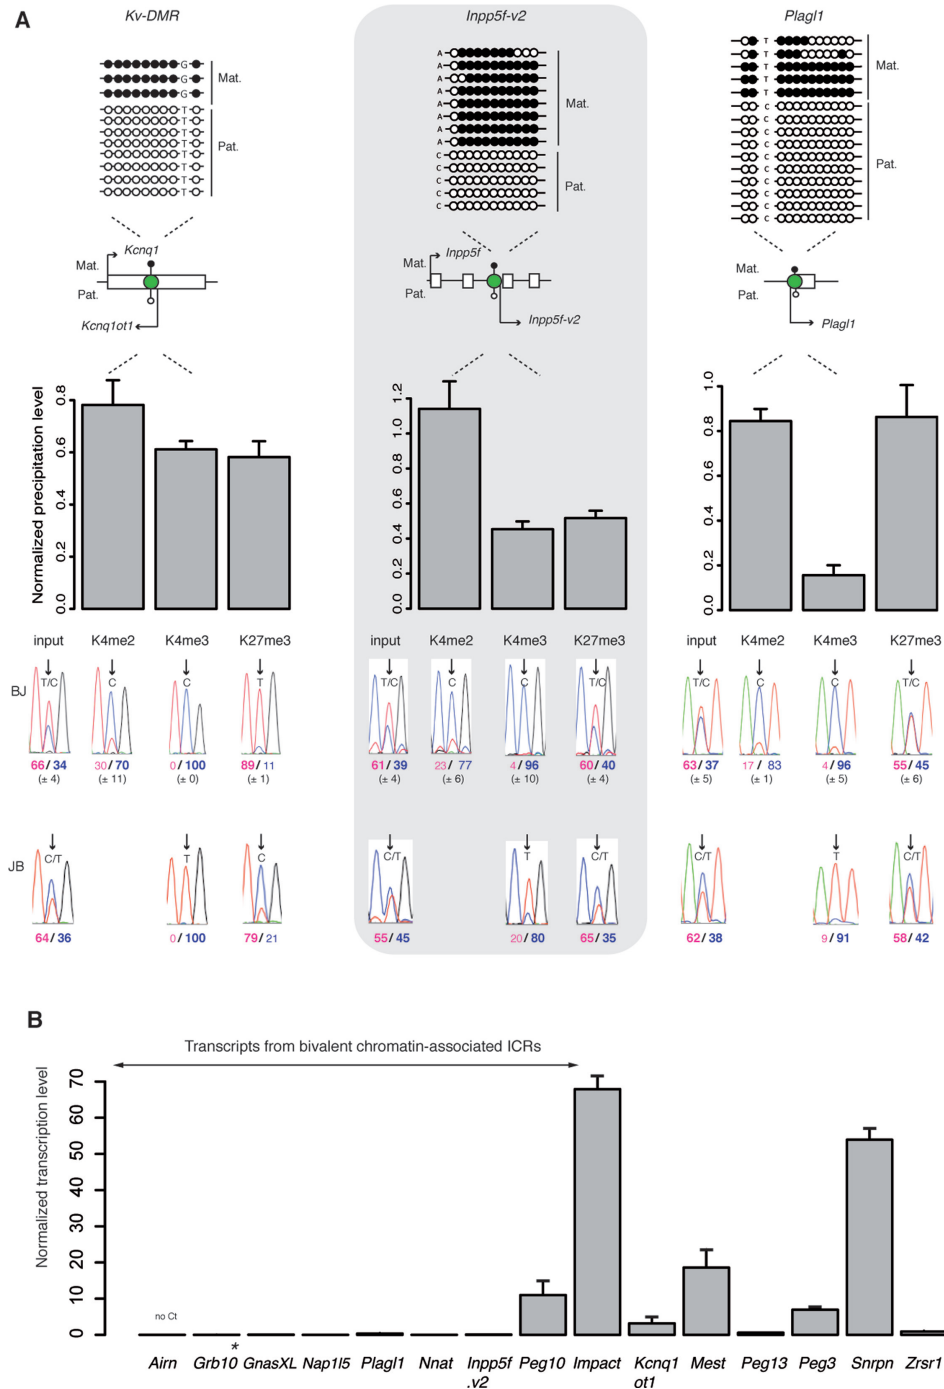 A
Kv-DMR
Inpp5f-v2
Plagl1
G
G
G
T
T
T
T
T
T
T
Mat.
Pat.
A
A
A
A
A
A
A
A
C
C
C
C
C
Mat.
Pat.
T
T
T
T
T
C
C
C
C
C
C
C
C
C
C
Mat.
Pat.
Mat. Kcnq1
Pat.
Kcnq1ot1
Mat. Inpp5f
Pat.
Inpp5f-v2
Mat.
Pat.
Plagl1
Normalized precipitation level
0.8
0.6
0.4
0.2
0.0
1.2
1.0
0.8
0.6
0.4
0.2
0.0
1.0
0.8
0.6
0.4
0.2
0.0
input K4me2 K4me3 K27me3
input K4me2 K4me3 K27me3
input K4me2 K4me3 K27me3
BJ
T/C C C T
T/C C C T/C
T/C C C T/C
66/34 30/70 0/100 89/11
(± 4) (± 11) (± 0) (± 1)
61/39 23/77 4/96 60/40
(± 4) (± 6) (± 10) (± 4)
63/37 17/83 4/96 55/45
(± 5) (± 1) (± 5) (± 6)
JB
C/T T C
C/T T C/T
C/T T C/T
64/36 0/100 79/21
55/45 20/80 65/35
62/38 9/91 58/42
B
Transcripts from bivalent chromatin-associated ICRs
Normalized transcription level
70
60
50
40
30
20
10
0
no Ct
*
Airn Grb10 GnasXL Nap1l5 Plagl1 Nnat Inpp5f Peg10 Impact Kcnq1 Mest Peg13 Peg3 Snrpn Zrsr1
.v2 ot1